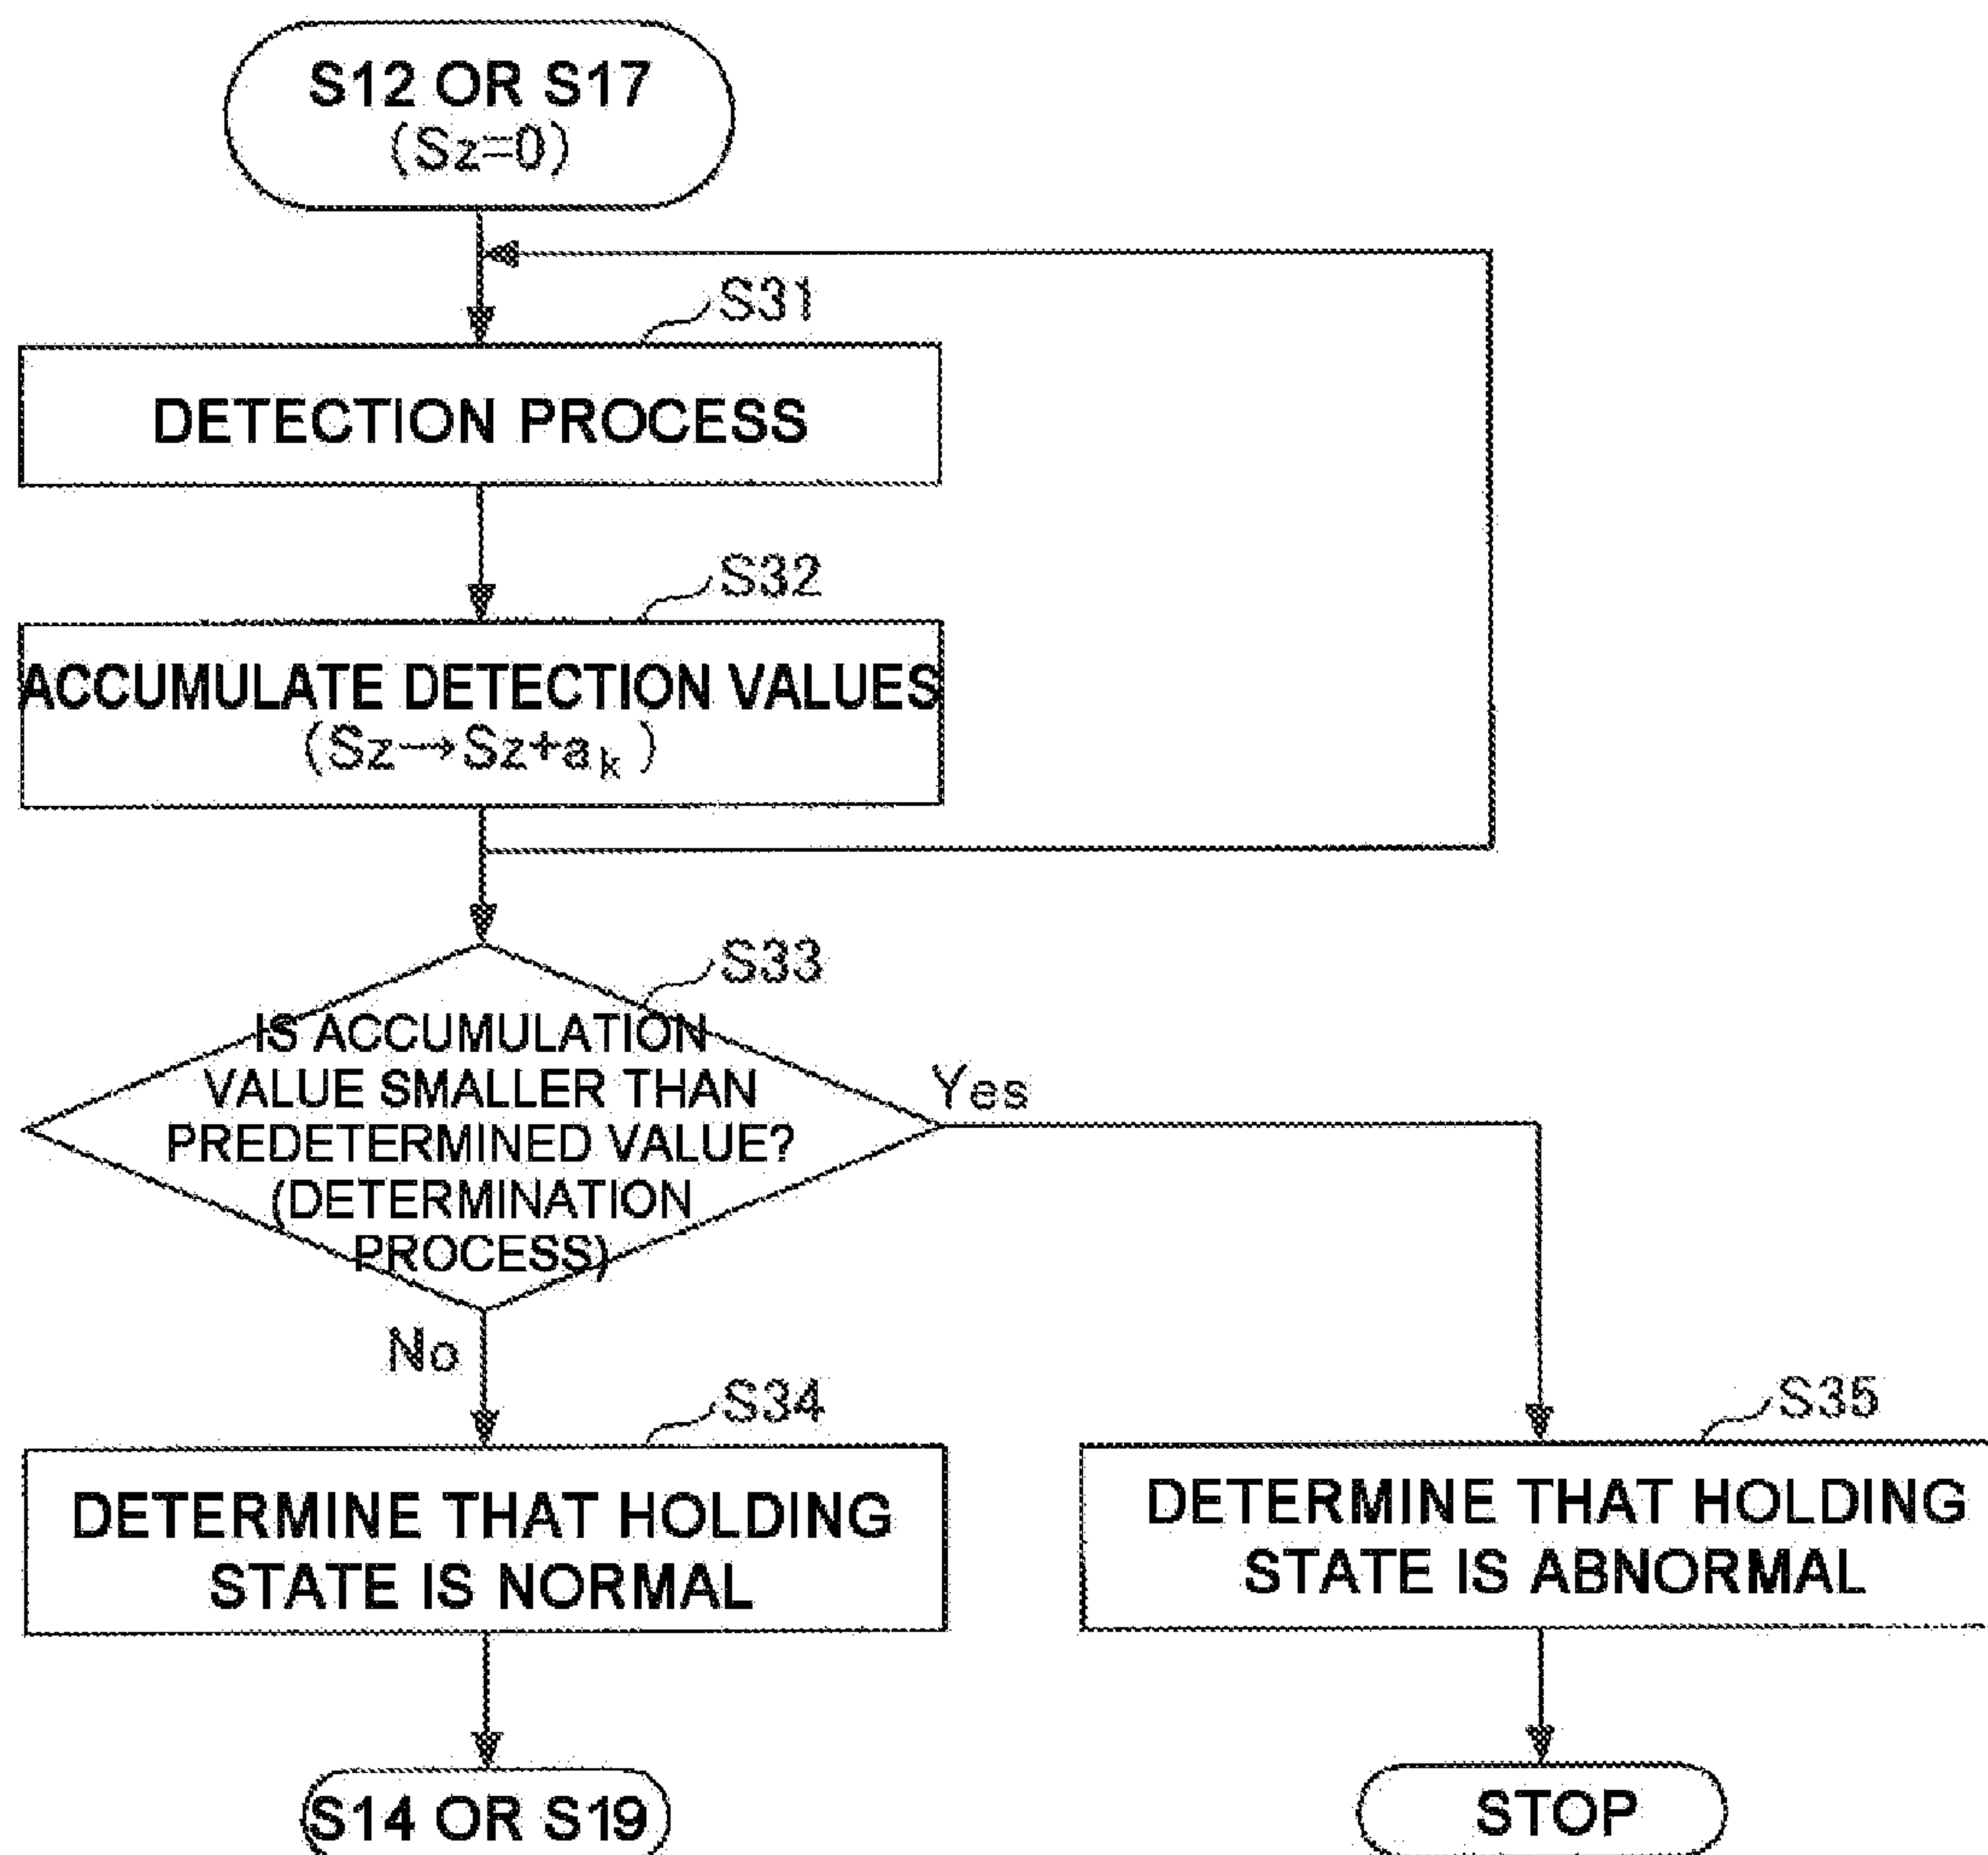 S12 OR S17
(Sz=0)
S31
DETECTION PROCESS
S32
ACCUMULATE DETECTION VALUES
(Sz→Sz+aₖ)
S33
IS ACCUMULATION
VALUE SMALLER THAN
PREDETERMINED VALUE?
(DETERMINATION
PROCESS)
Yes
No
S34
DETERMINE THAT HOLDING
STATE IS NORMAL
S35
DETERMINE THAT HOLDING
STATE IS ABNORMAL
S14 OR S19
STOP